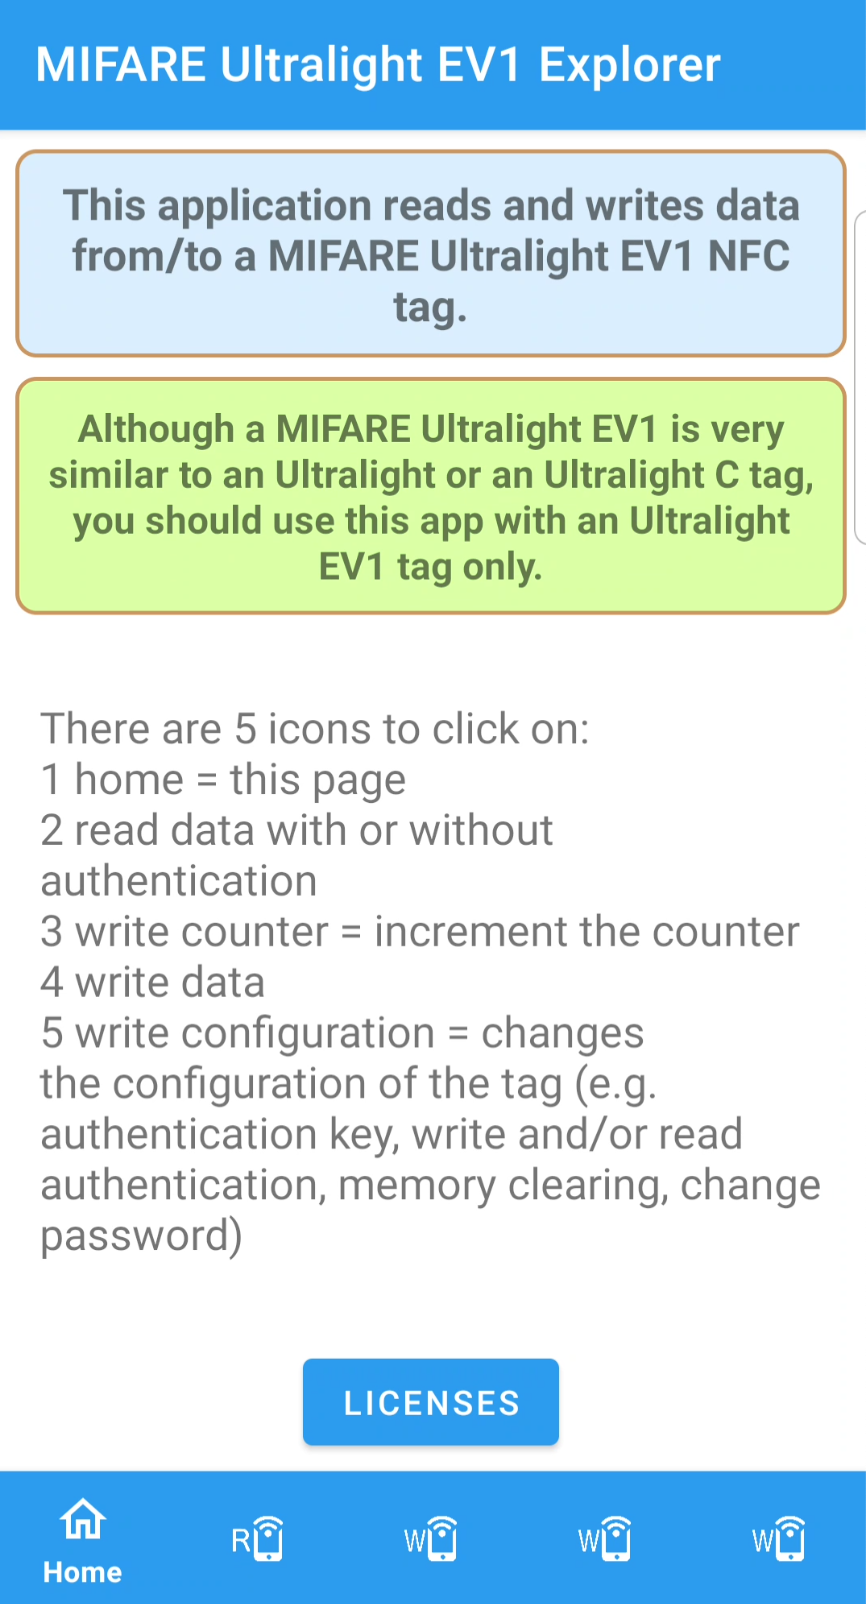 MIFARE Ultralight EV1 Explorer
This application reads and writes data
from/to a MIFARE Ultralight EV1 NFC
tag.
Although a MIFARE Ultralight EV1 is very
similar to an Ultralight or an Ultralight C tag,
you should use this app with an Ultralight
EV1 tag only.
There are 5 icons to click on:
1 home = this page
2 read data with or without
authentication
3 write counter = increment the counter
4 write data
5 write configuration = changes
the configuration of the tag (e.g.
authentication key, write and/or read
authentication, memory clearing, change
password)
LICENSES
R W W W
Home